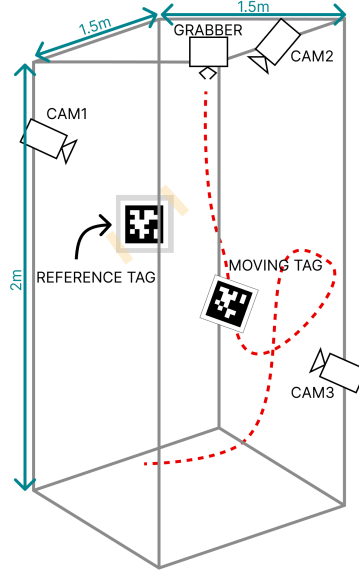 1.5m
1.5m
GRABBER
CAM2
CAM1
2m
REFERENCE TAG
MOVING TAG
CAM3